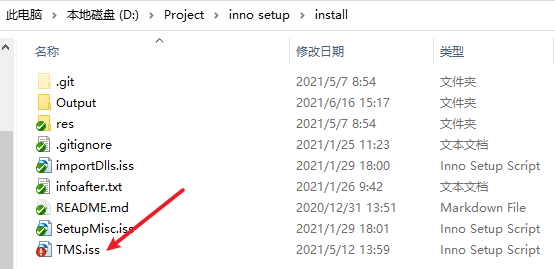 此电脑 > 本地磁盘 (D:) > Project > inno setup > install
名称 修改日期 类型
.git 2021/5/7 8:54 文件夹
Output 2021/6/16 15:17 文件夹
res 2021/5/7 8:54 文件夹
.gitignore 2021/1/25 11:23 文本文档
importDlls.iss 2021/1/29 18:00 Inno Setup Script
infoafter.txt 2021/1/26 9:42 文本文档
README.md 2020/12/31 13:51 Markdown File
SetupMisc.iss 2021/1/29 18:01 Inno Setup Script
TMS.iss 2021/5/12 13:59 Inno Setup Script